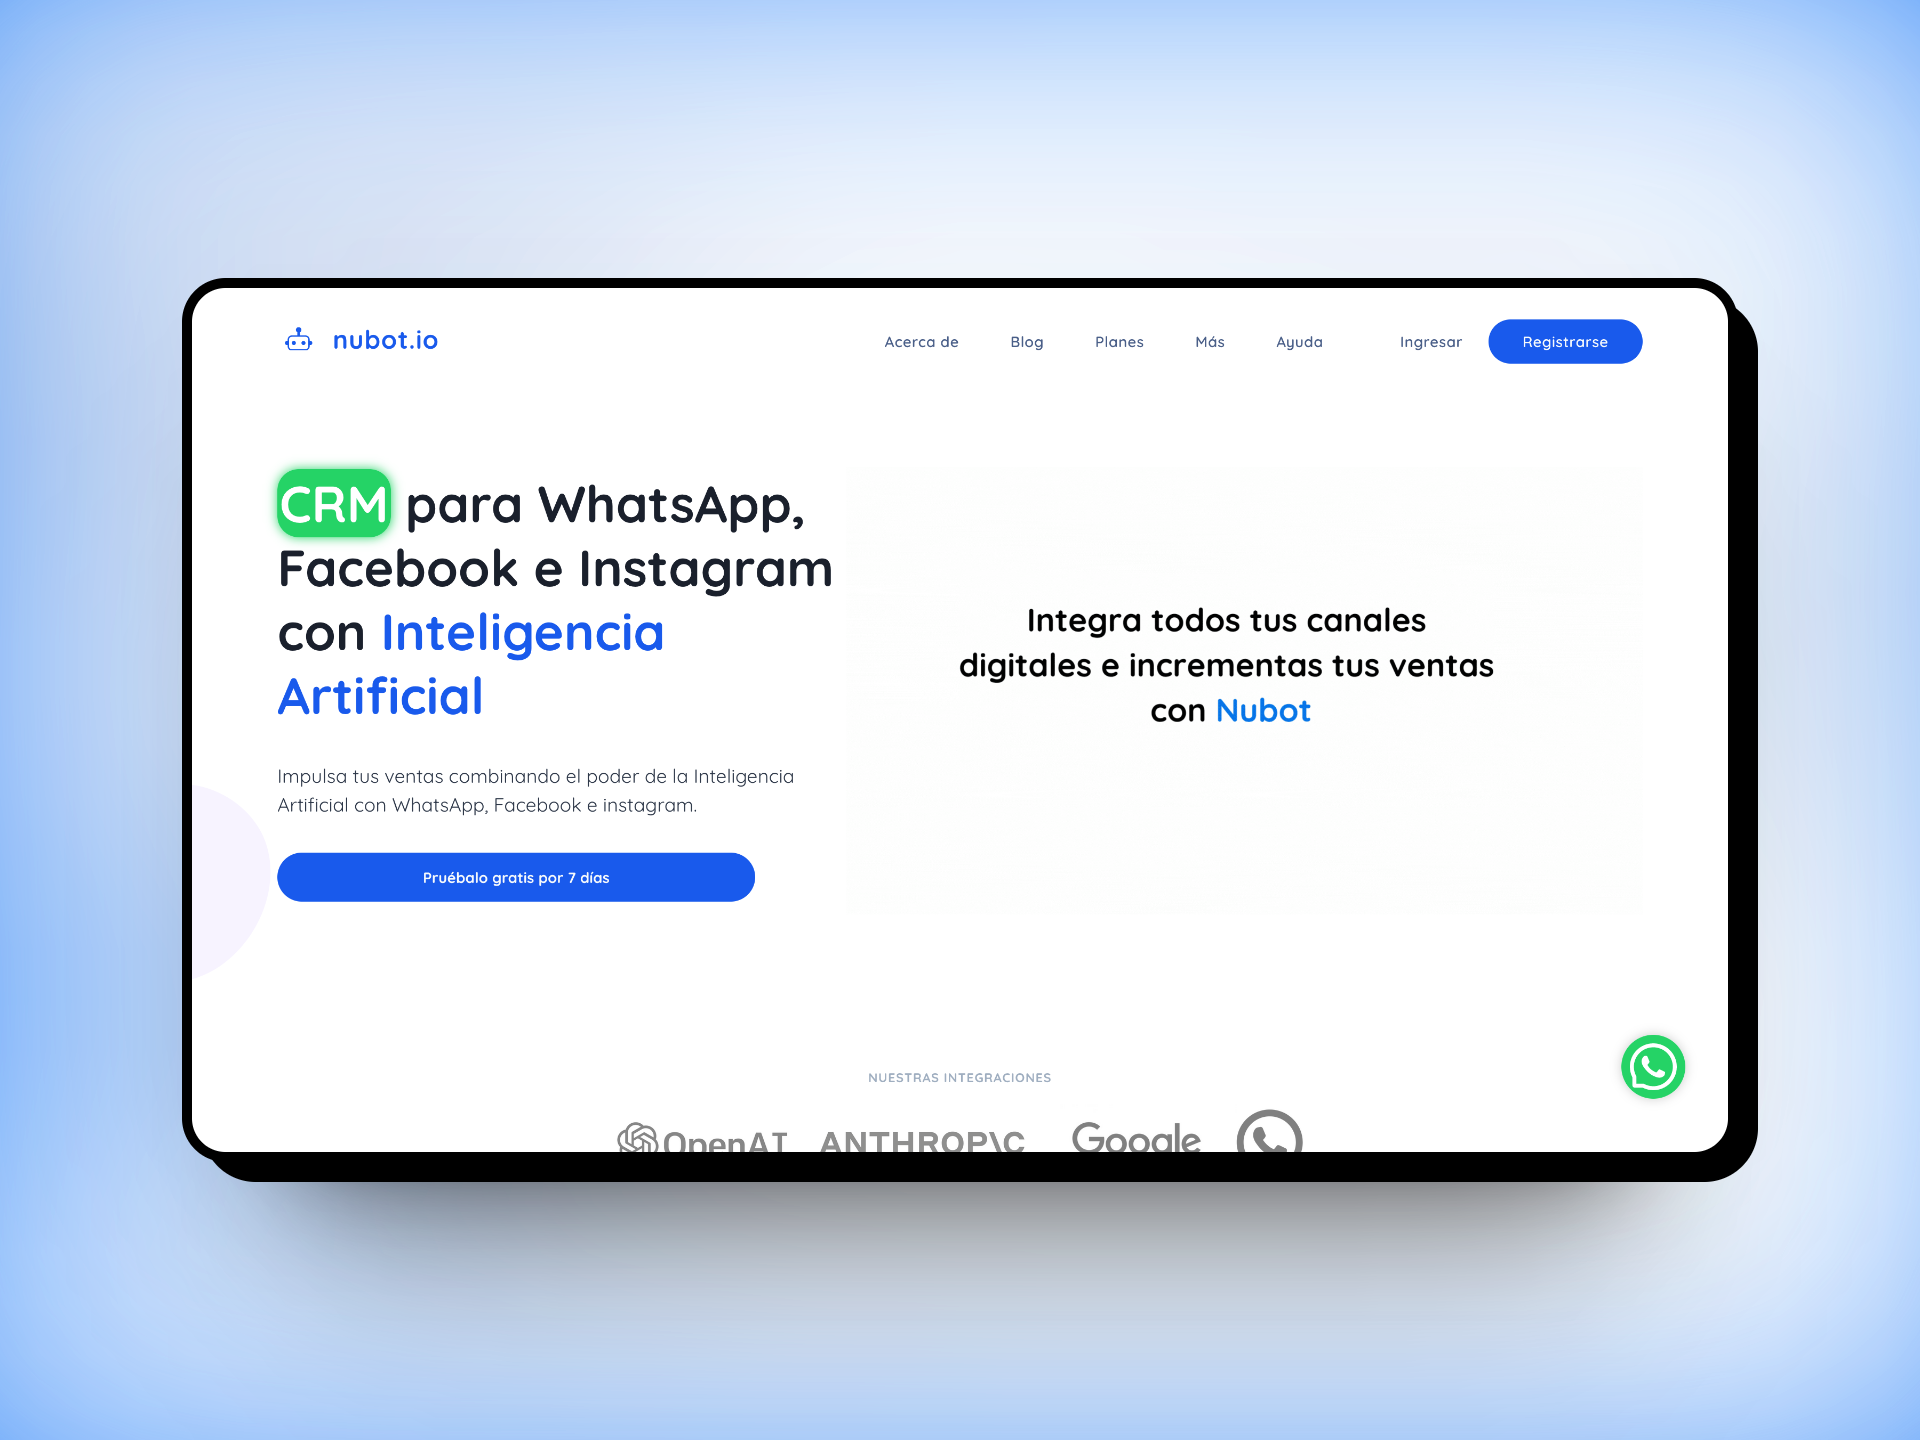 nubot.io
Acerca de
Blog
Planes
Más
Ayuda
Ingresar
Registrarse
CRM para WhatsApp,
Facebook e Instagram
con Inteligencia
Artificial
Impulsa tus ventas combinando el poder de la Inteligencia
Artificial con WhatsApp, Facebook e instagram.
Pruébalo gratis por 7 días
Integra todos tus canales
digitales e incrementas tus ventas
con Nubot
NUESTRAS INTEGRACIONES
OpenAI
ANTHROP\C
Google